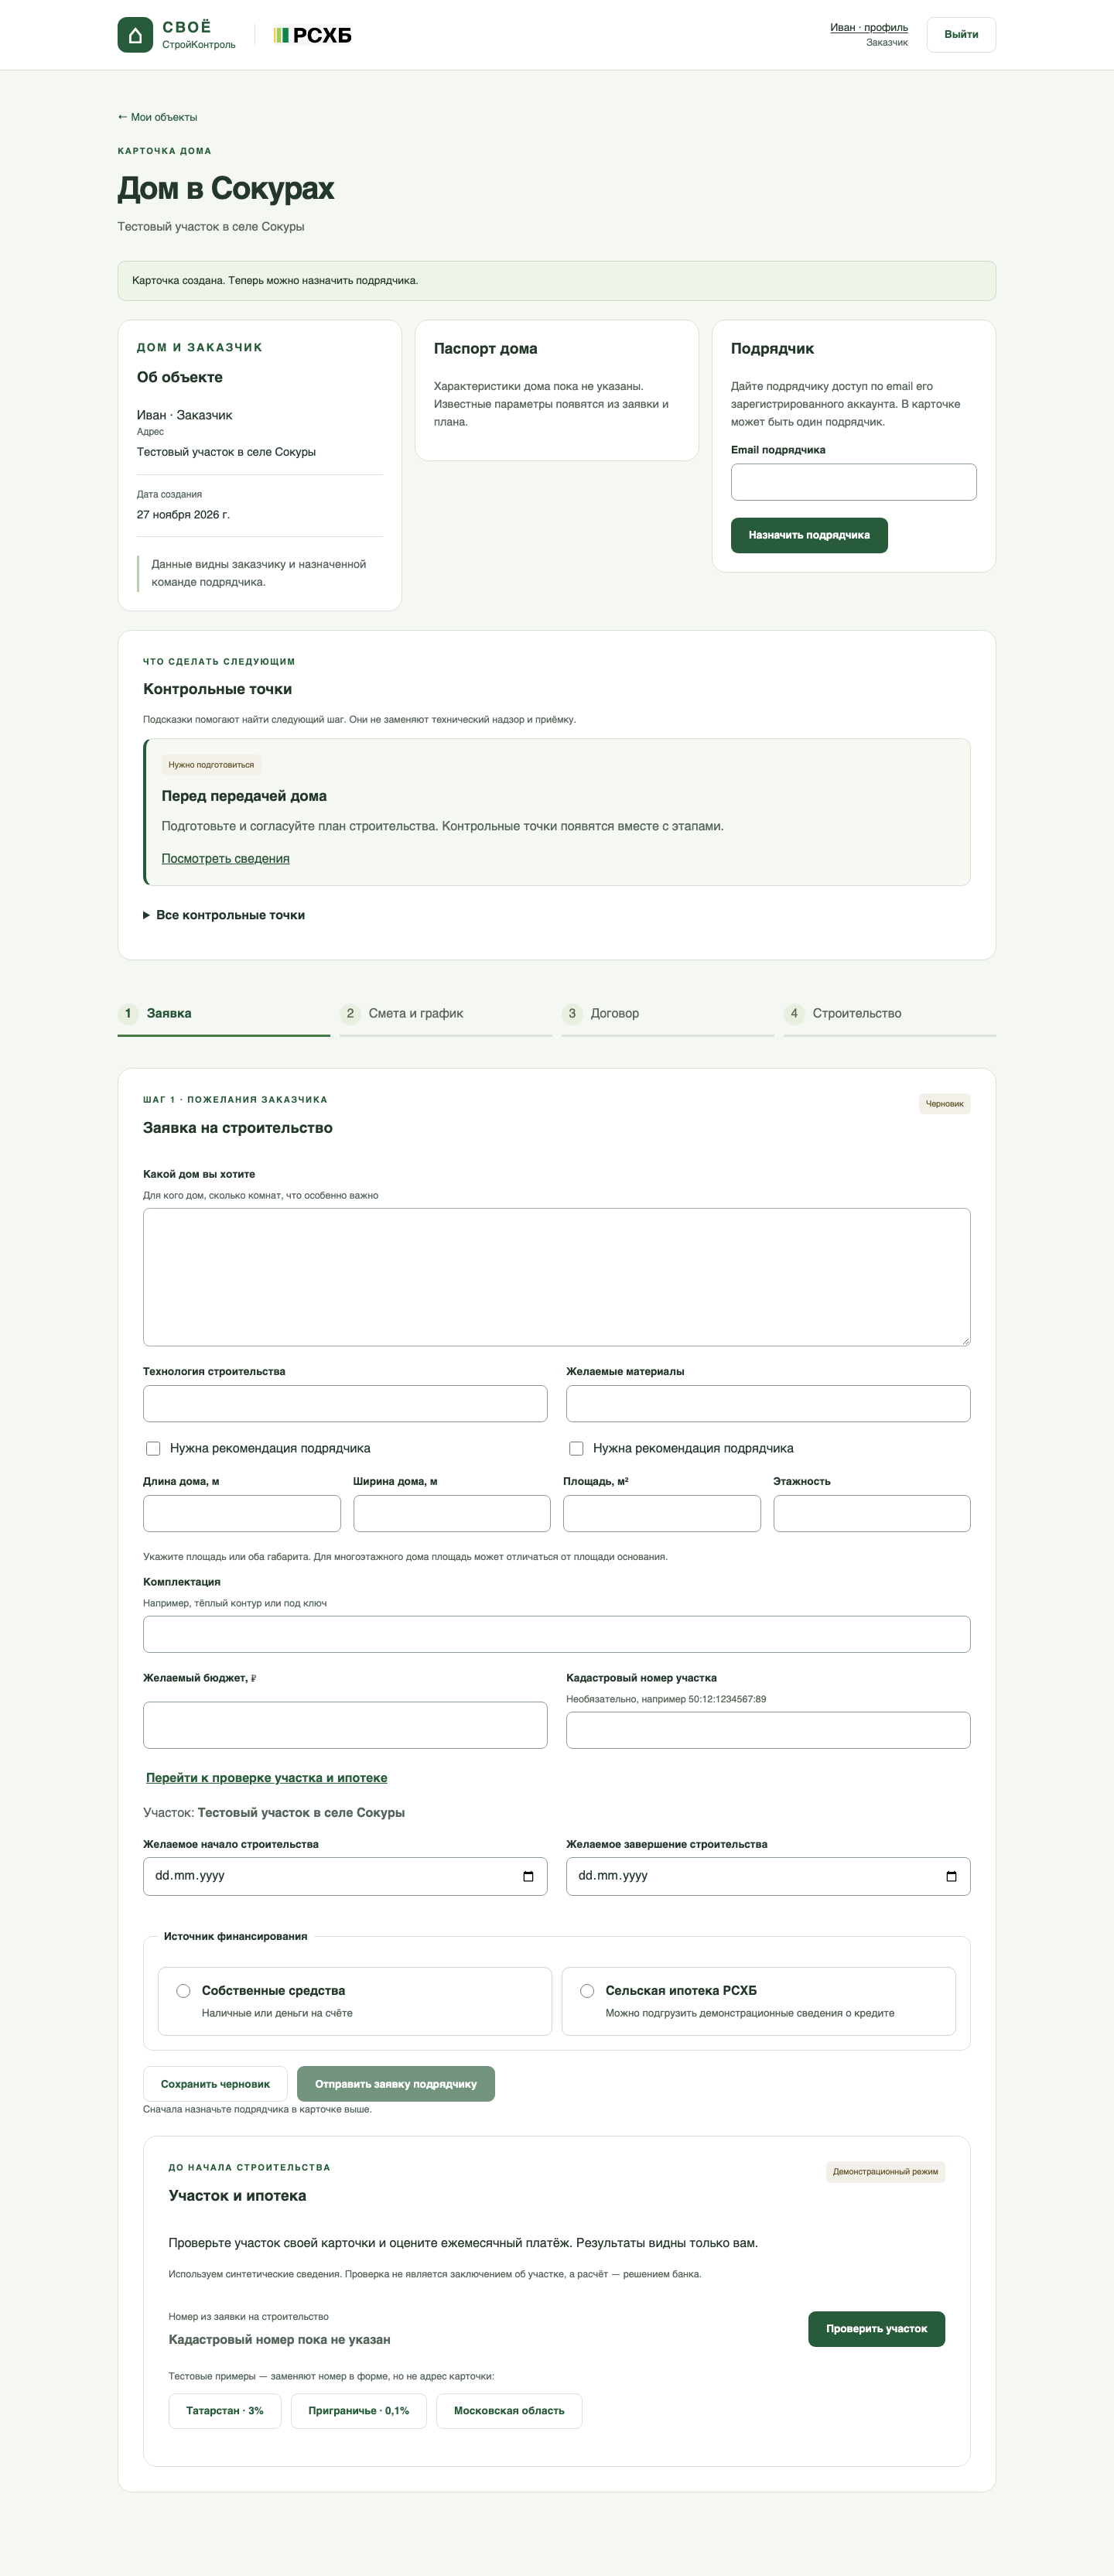 СВОЁ
СтройКонтроль
РСХБ
Иван · профиль
Заказчик
Выйти
← Мои объекты
КАРТОЧКА ДОМА
Дом в Сокурах
Тестовый участок в селе Сокуры
Карточка создана. Теперь можно назначить подрядчика.
ДОМ И ЗАКАЗЧИК
Об объекте
Иван · Заказчик
Адрес
Тестовый участок в селе Сокуры
Дата создания
27 ноября 2026 г.
Данные видны заказчику и назначенной
команде подрядчика.
Паспорт дома
Характеристики дома пока не указаны.
Известные параметры появятся из заявки и
плана.
Подрядчик
Дайте подрядчику доступ по email его
зарегистрированного аккаунта. В карточке
может быть один подрядчик.
Email подрядчика
Назначить подрядчика
ЧТО СДЕЛАТЬ СЛЕДУЮЩИМ
Контрольные точки
Подсказки помогают найти следующий шаг. Они не заменяют технический надзор и приёмку.
Нужно подготовиться
Перед передачей дома
Подготовьте и согласуйте план строительства. Контрольные точки появятся вместе с этапами.
Посмотреть сведения
Все контрольные точки
1 Заявка
2 Смета и график
3 Договор
4 Строительство
ШАГ 1 · ПОЖЕЛАНИЯ ЗАКАЗЧИКА
Черновик
Заявка на строительство
Какой дом вы хотите
Для кого дом, сколько комнат, что особенно важно
Технология строительства
Желаемые материалы
Нужна рекомендация подрядчика
Нужна рекомендация подрядчика
Длина дома, м
Ширина дома, м
Площадь, м²
Этажность
Укажите площадь или оба габарита. Для многоэтажного дома площадь может отличаться от площади основания.
Комплектация
Например, тёплый контур или под ключ
Желаемый бюджет, ₽
Кадастровый номер участка
Необязательно, например 50:12:1234567:89
Перейти к проверке участка и ипотеке
Участок: Тестовый участок в селе Сокуры
Желаемое начало строительства
Желаемое завершение строительства
dd.mm.yyyy
dd.mm.yyyy
Источник финансирования
Собственные средства
Наличные или деньги на счёте
Сельская ипотека РСХБ
Можно подгрузить демонстрационные сведения о кредите
Сохранить черновик
Отправить заявку подрядчику
Сначала назначьте подрядчика в карточке выше.
ДО НАЧАЛА СТРОИТЕЛЬСТВА
Демонстрационный режим
Участок и ипотека
Проверьте участок своей карточки и оцените ежемесячный платёж. Результаты видны только вам.
Используем синтетические сведения. Проверка не является заключением об участке, а расчёт — решением банка.
Номер из заявки на строительство
Кадастровый номер пока не указан
Проверить участок
Тестовые примеры — заменяют номер в форме, но не адрес карточки:
Татарстан · 3%
Приграничье · 0,1%
Московская область